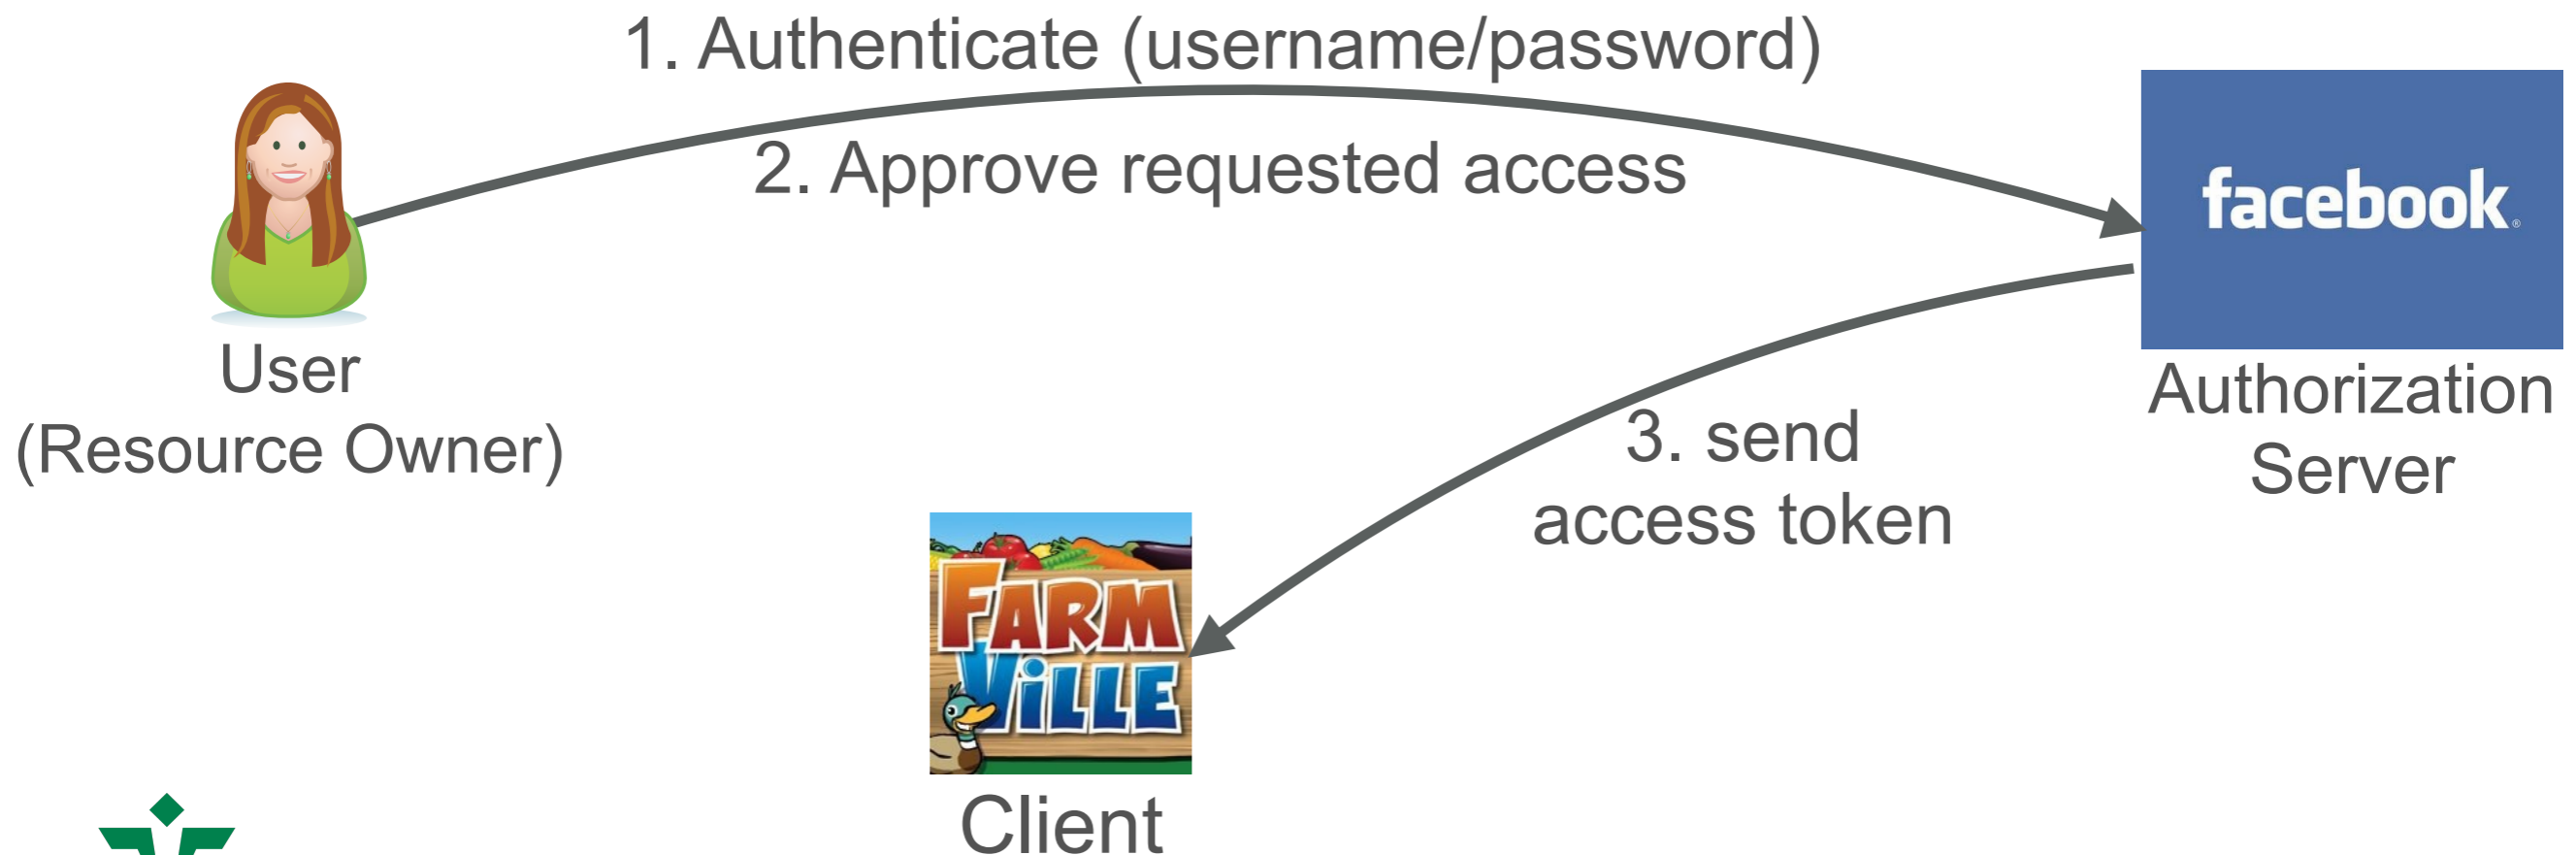 1. Authenticate (username/password)
2. Approve requested access
facebook®
User
(Resource Owner)
Authorization
Server
3. send
access token
FARM
VILLE
Client